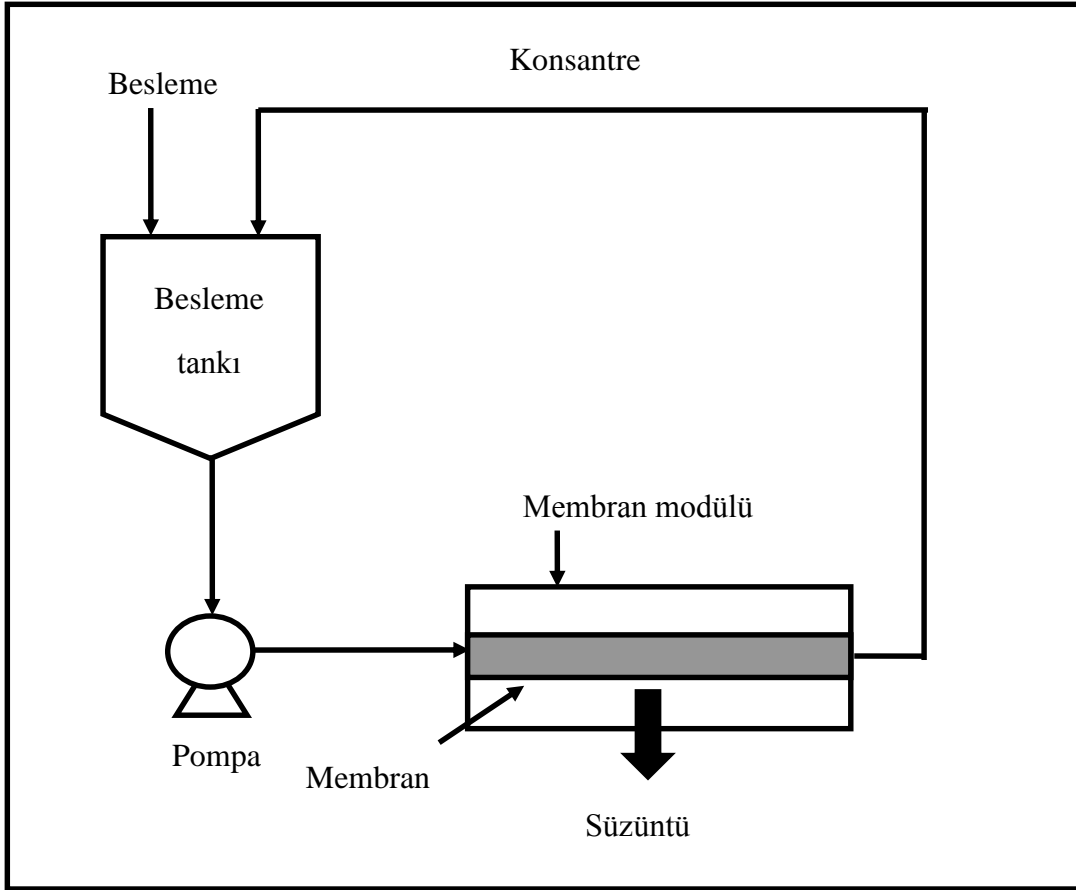 Konsantre
Besleme
Besleme
tankı
Membran modülü
Pompa
Membran
Süzüntü